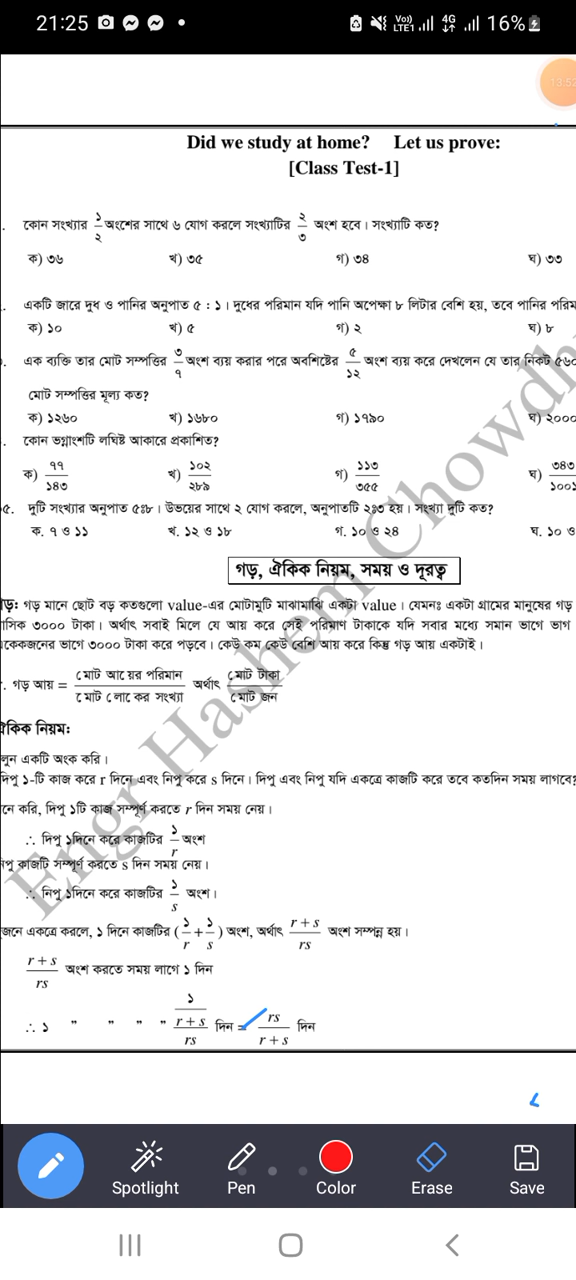 21:25
Vo)) LTE1 4G 16%
13:52
Did we study at home? Let us prove:
[Class Test-1]
. কোন সংখ্যার ১/২ অংশের সাথে ৬ যোগ করলে সংখ্যাটির ২/৩ অংশ হবে। সংখ্যাটি কত?
ক) ৩৬ খ) ৩৫ গ) ৩৪ ঘ) ৩৩
. একটি জারে দুধ ও পানির অনুপাত ৫ : ১। দুধের পরিমান যদি পানি অপেক্ষা ৮ লিটার বেশি হয়, তবে পানির পরিম
ক) ১০ খ) ৫ গ) ২ ঘ) ৮
. এক ব্যক্তি তার মোট সম্পত্তির ৩/৭ অংশ ব্যয় করার পরে অবশিষ্টের ৫/১২ অংশ ব্যয় করে দেখলেন যে তার নিকট ৫৬০
মোট সম্পত্তির মূল্য কত?
ক) ১২৬০ খ) ১৬৮০ গ) ১৭৯০ ঘ) ২০০০
. কোন ভগ্নাংশটি লঘিষ্ট আকারে প্রকাশিত?
ক) ৭৭/১৪৩ খ) ১০২/২৮৯ গ) ১১৩/৩৫৫ ঘ) ৩৪৩/১০০১
৫. দুটি সংখ্যার অনুপাত ৫ঃ৮। উভয়ের সাথে ২ যোগ করলে, অনুপাতটি ২ঃ৩ হয়। সংখ্যা দুটি কত?
ক. ৭ ও ১১ খ. ১২ ও ১৮ গ. ১০ ও ২৪ ঘ. ১০ ও
গড়, ঐকিক নিয়ম, সময় ও দূরত্ব
ড়ঃ গড় মানে ছোট বড় কতগুলো value-এর মোটামুটি মাঝামাঝি একটা value। যেমনঃ একটা গ্রামের মানুষের গড়
াসিক ৩০০০ টাকা। অর্থাৎ সবাই মিলে যে আয় করে সেই পরিমাণ টাকাকে যদি সবার মধ্যে সমান ভাগে ভাগ
একেকজনের ভাগে ৩০০০ টাকা করে পড়বে। কেউ কম কেউ বেশি আয় করে কিন্তু গড় আয় একটাই।
. গড় আয় = মোট আয়ের পরিমান/মোট লোকের সংখ্যা অর্থাৎ মোট টাকা/মোট জন
ঐকিক নিয়মঃ
লুন একটি অংক করি।
দিপু ১-টি কাজ করে r দিনে এবং নিপু করে s দিনে। দিপু এবং নিপু যদি একত্রে কাজটি করে তবে কতদিন সময় লাগবে?
নে করি, দিপু ১টি কাজ সম্পূর্ণ করতে r দিন সময় নেয়।
∴ দিপু ১দিনে করে কাজটির ১/r অংশ
নিপু কাজটি সম্পূর্ণ করতে s দিন সময় নেয়।
∴ নিপু ১দিনে করে কাজটির ১/s অংশ।
জনে একত্রে করলে, ১ দিনে কাজটির (১/r + ১/s) অংশ, অর্থাৎ r + s/rs অংশ সম্পন্ন হয়।
r + s/rs অংশ করতে সময় লাগে ১ দিন
∴ ১ " " " " ১/(r + s/rs) দিন = rs/r + s দিন
Engr Hashem Chowdh
Spotlight Pen Color Erase Save